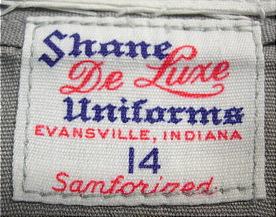 Shane
De Luxe
Uniforms
EVANSVILLE, INDIANA
14
Sanforized